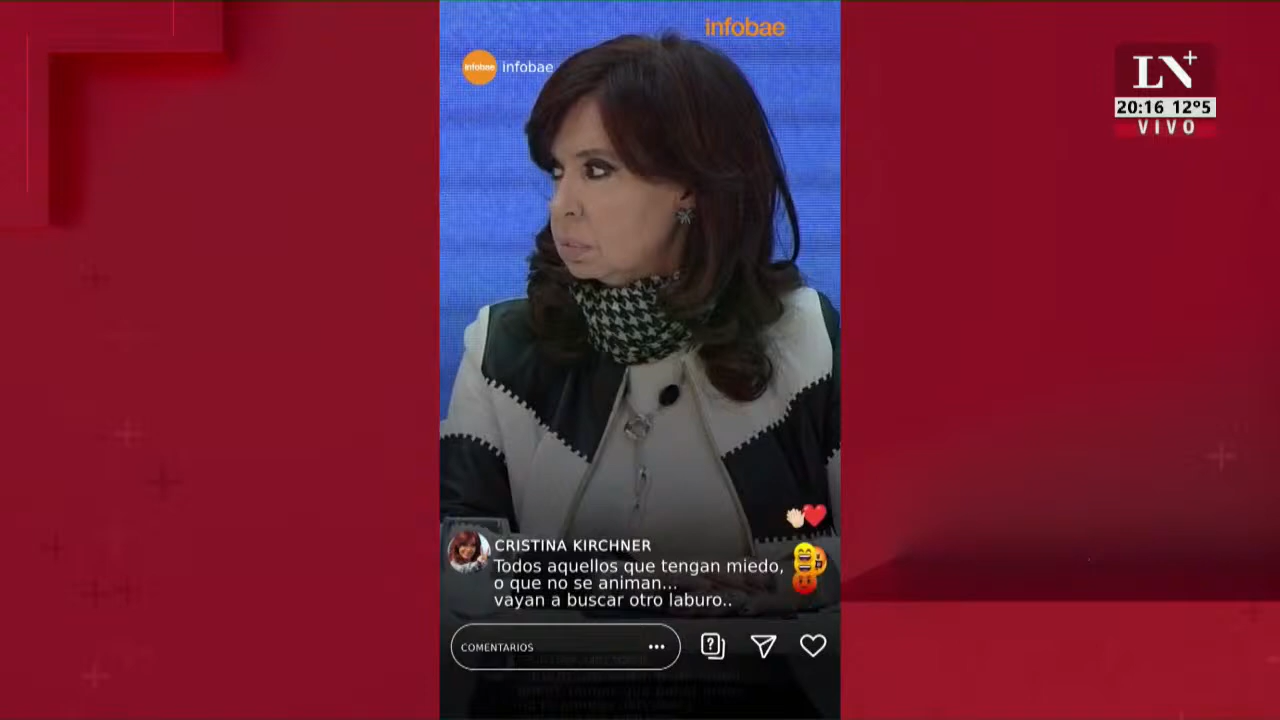 infobae
infobae
infobae
LN+
20:16 12°5
VIVO
CRISTINA KIRCHNER
Todos aquellos que tengan miedo,
o que no se animan...
vayan a buscar otro laburo..
COMENTARIOS